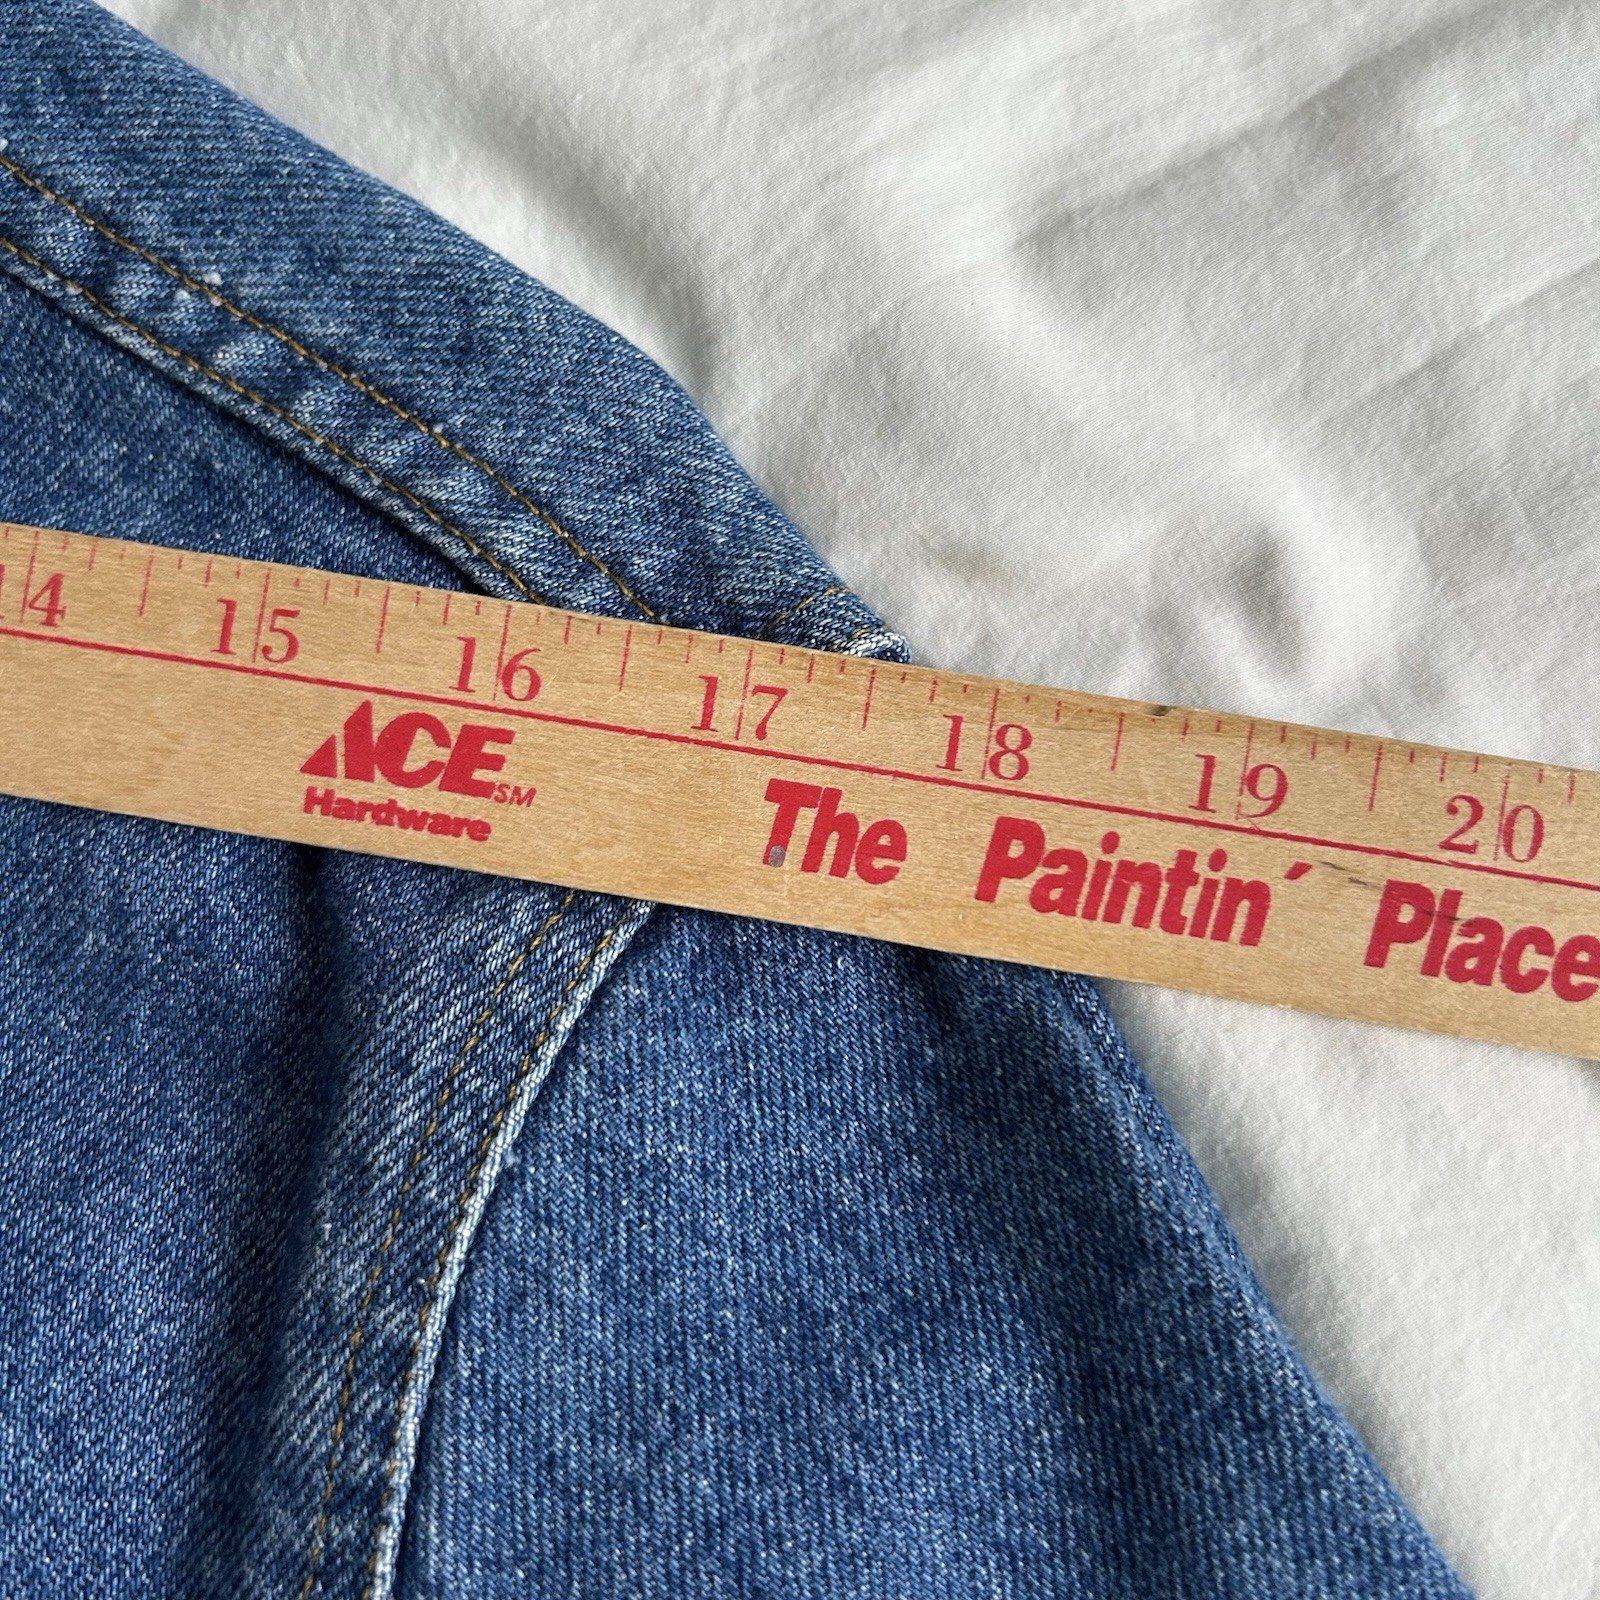 14 15 16 17 18 19 20
ACE SM The Paintin' Place
Hardware